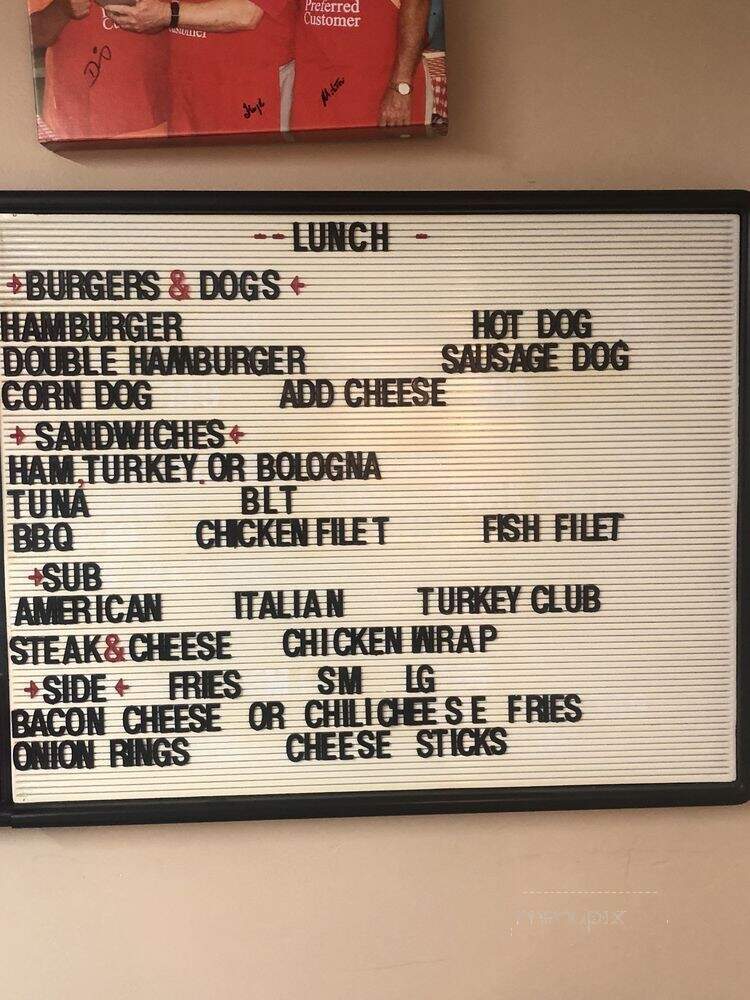 Preferred
Customer
-- LUNCH -
BURGERS & DOGS
HAMBURGER HOT DOG
DOUBLE HAMBURGER SAUSAGE DOG
CORN DOG ADD CHEESE
SANDWICHES
HAM, TURKEY OR BOLOGNA
TUNA BLT
BBQ CHICKEN FILET FISH FILET
SUB
AMERICAN ITALIAN TURKEY CLUB
STEAK & CHEESE CHICKEN WRAP
SIDE FRIES SM LG
BACON CHEESE OR CHILI CHEESE FRIES
ONION RINGS CHEESE STICKS
menupix